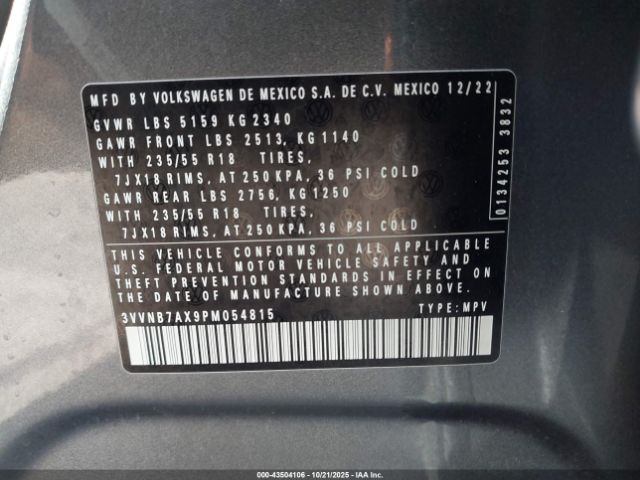 MFD BY VOLKSWAGEN DE MEXICO S.A. DE C.V. MEXICO 12/22
GVWR LBS 5159 KG 2340
GAWR FRONT LBS 2513, KG 1140
WITH 235/55 R18 TIRES,
7JX18 RIMS, AT 250 KPA, 36 PSI COLD
GAWR REAR LBS 2756, KG 1250
WITH 235/55 R18 TIRES,
7JX18 RIMS, AT 250 KPA, 36 PSI COLD
0134253 3832
THIS VEHICLE CONFORMS TO ALL APPLICABLE
U.S. FEDERAL MOTOR VEHICLE SAFETY AND
THEFT PREVENTION STANDARDS IN EFFECT ON
THE DATE OF MANUFACTURE SHOWN ABOVE.
3VVNB7AX9PM054815 TYPE: MPV
000-43504106 - 10/21/2025 - IAAI.COM